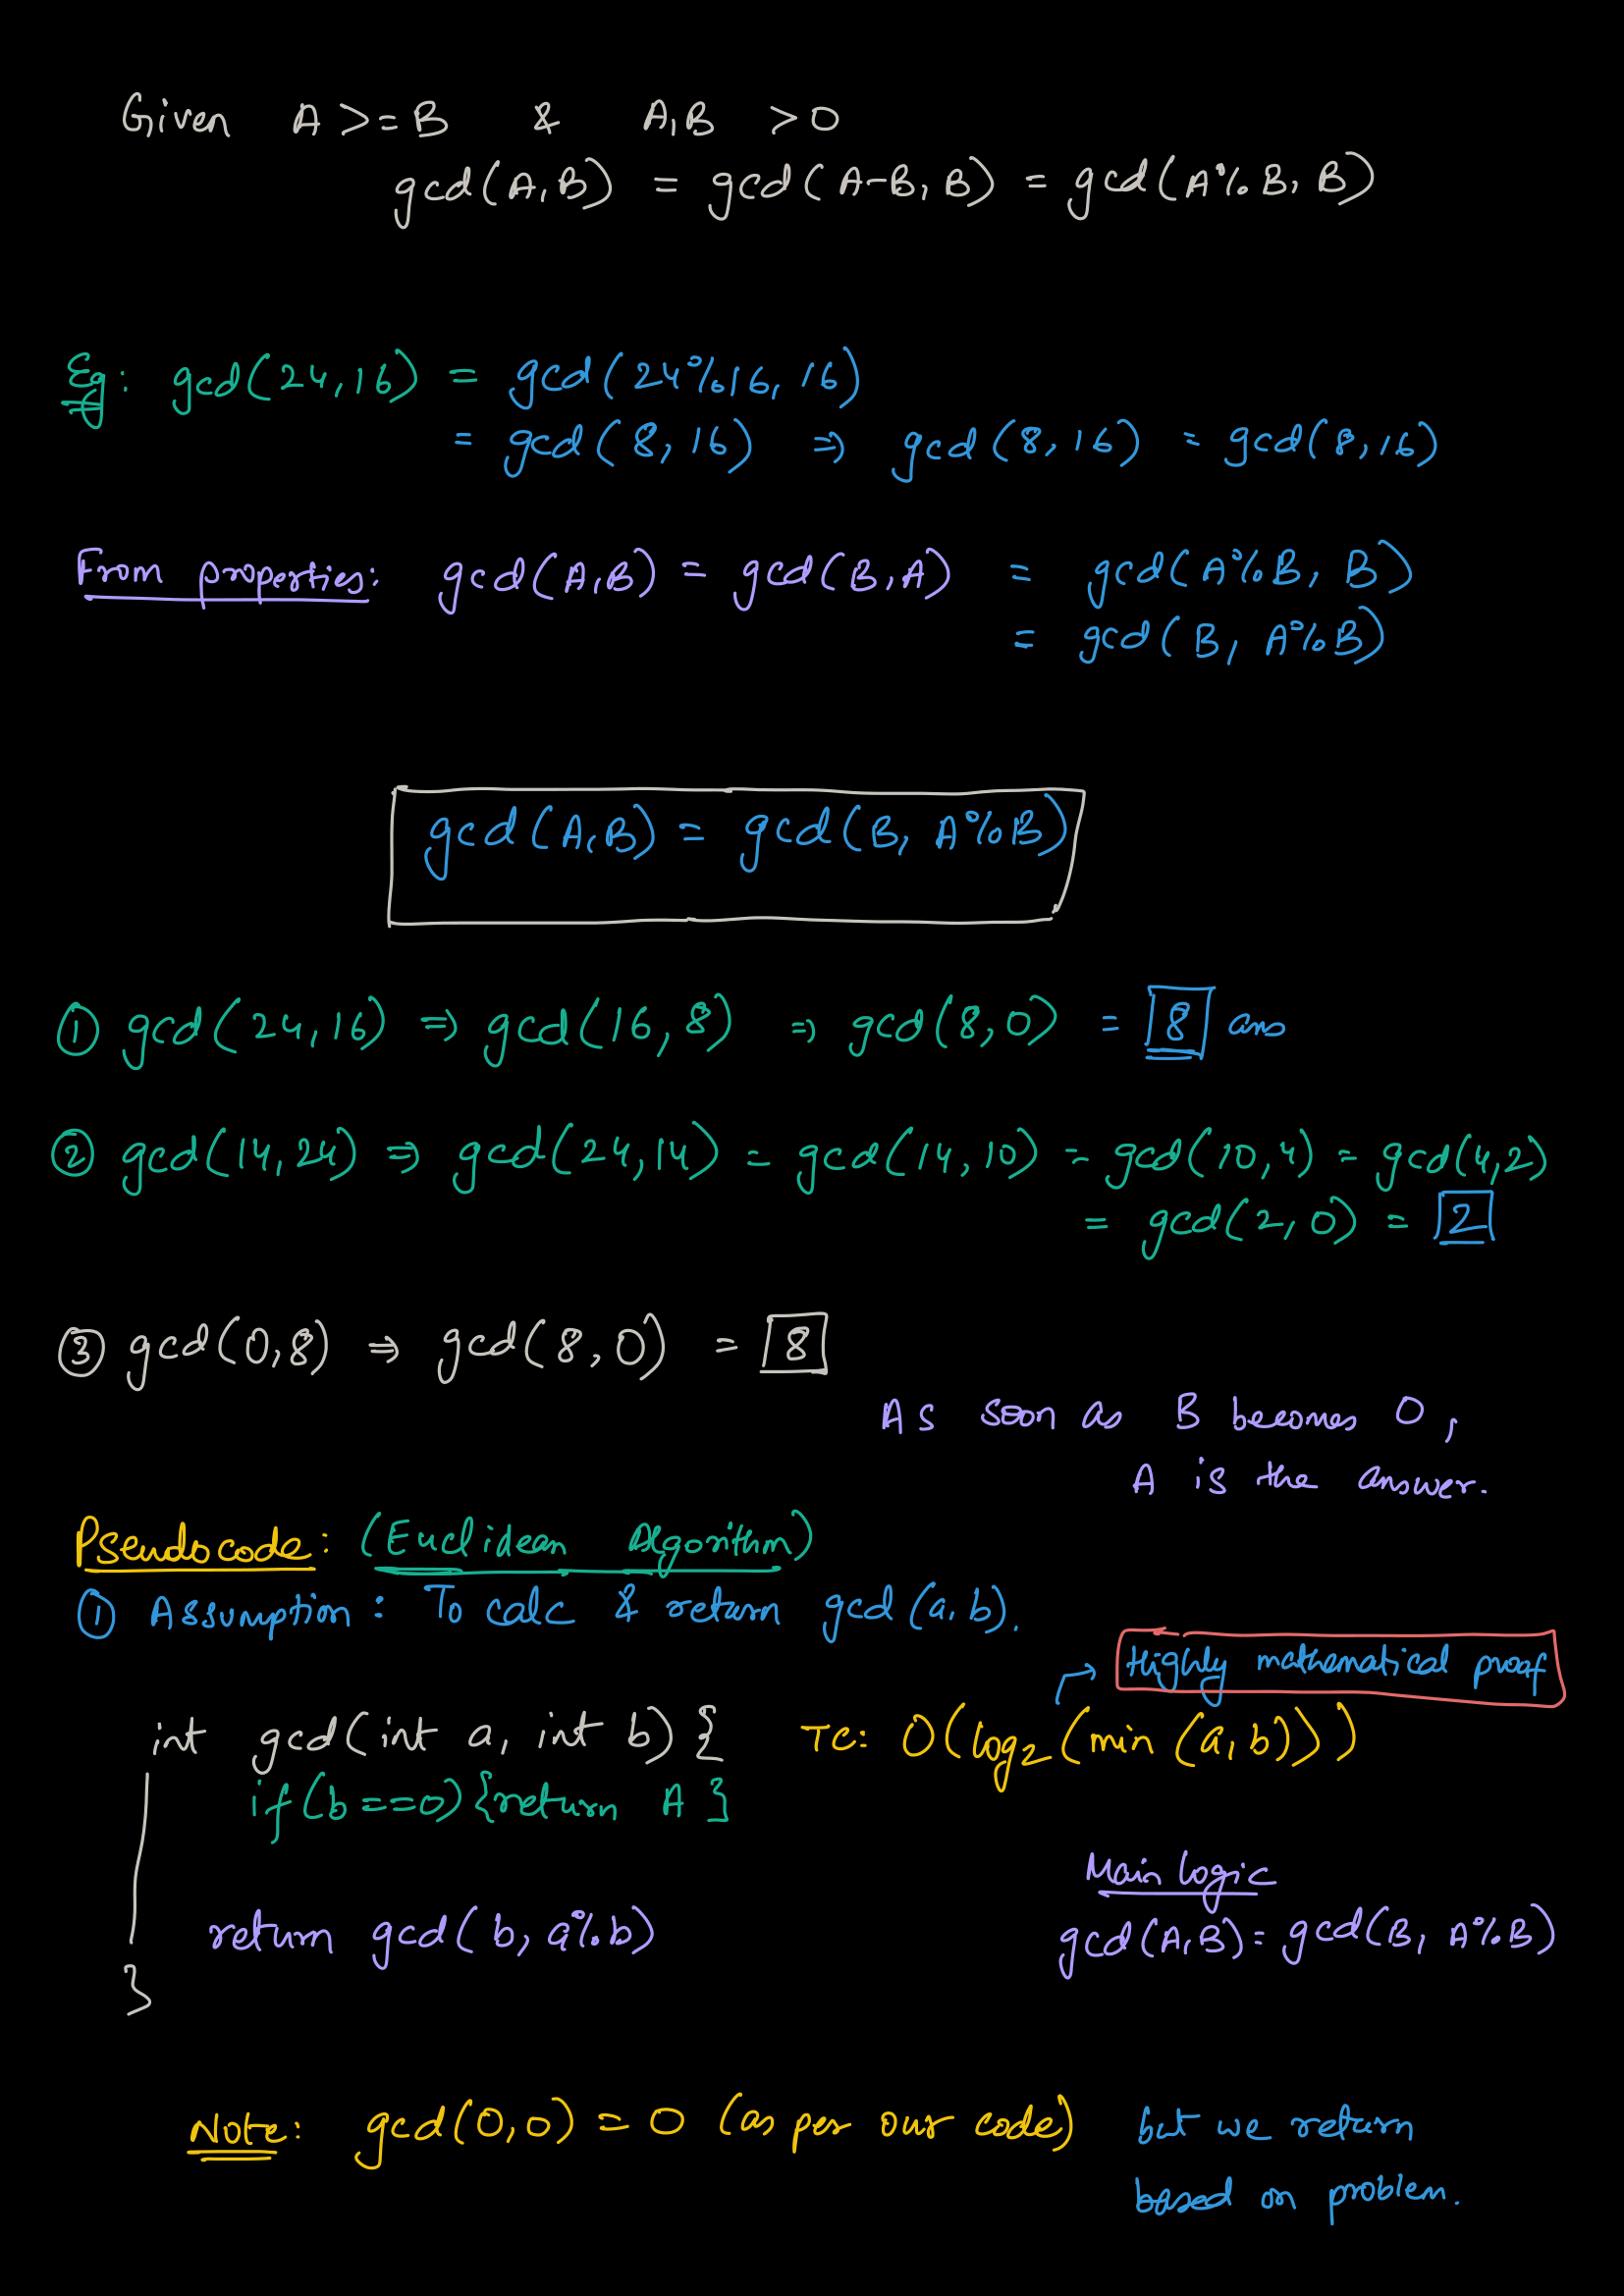 Given A >= B & A,B > 0
gcd(A,B) = gcd(A-B, B) = gcd(A%B, B)
Eg: gcd(24,16) = gcd(24%16, 16)
= gcd(8,16) ⇒ gcd(8,16) = gcd(8,16)
From properties: gcd(A,B) = gcd(B,A) = gcd(A%B, B)
= gcd(B, A%B)
gcd(A,B) = gcd(B, A%B)
① gcd(24,16) ⇒ gcd(16,8) ⇒ gcd(8,0) = 8 ans
② gcd(14,24) ⇒ gcd(24,14) = gcd(14,10) = gcd(10,4) = gcd(4,2)
= gcd(2,0) = 2
③ gcd(0,8) ⇒ gcd(8,0) = 8
As soon as B becomes 0,
A is the answer.
Pseudocode: (Euclidean Algorithm)
① Assumption: To calc & return gcd(a,b).
Highly mathematical proof
int gcd(int a, int b) { TC: O(log₂(min(a,b)))
if(b==0){return A}
Main logic
return gcd(b, a%b) gcd(A,B) = gcd(B, A%B)
}
Note: gcd(0,0) = 0 (as per our code) but we return
based on problem.